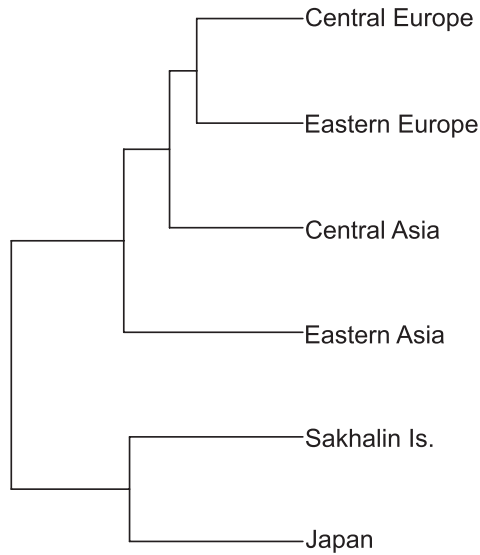 Central Europe
Eastern Europe
Central Asia
Eastern Asia
Sakhalin Is.
Japan